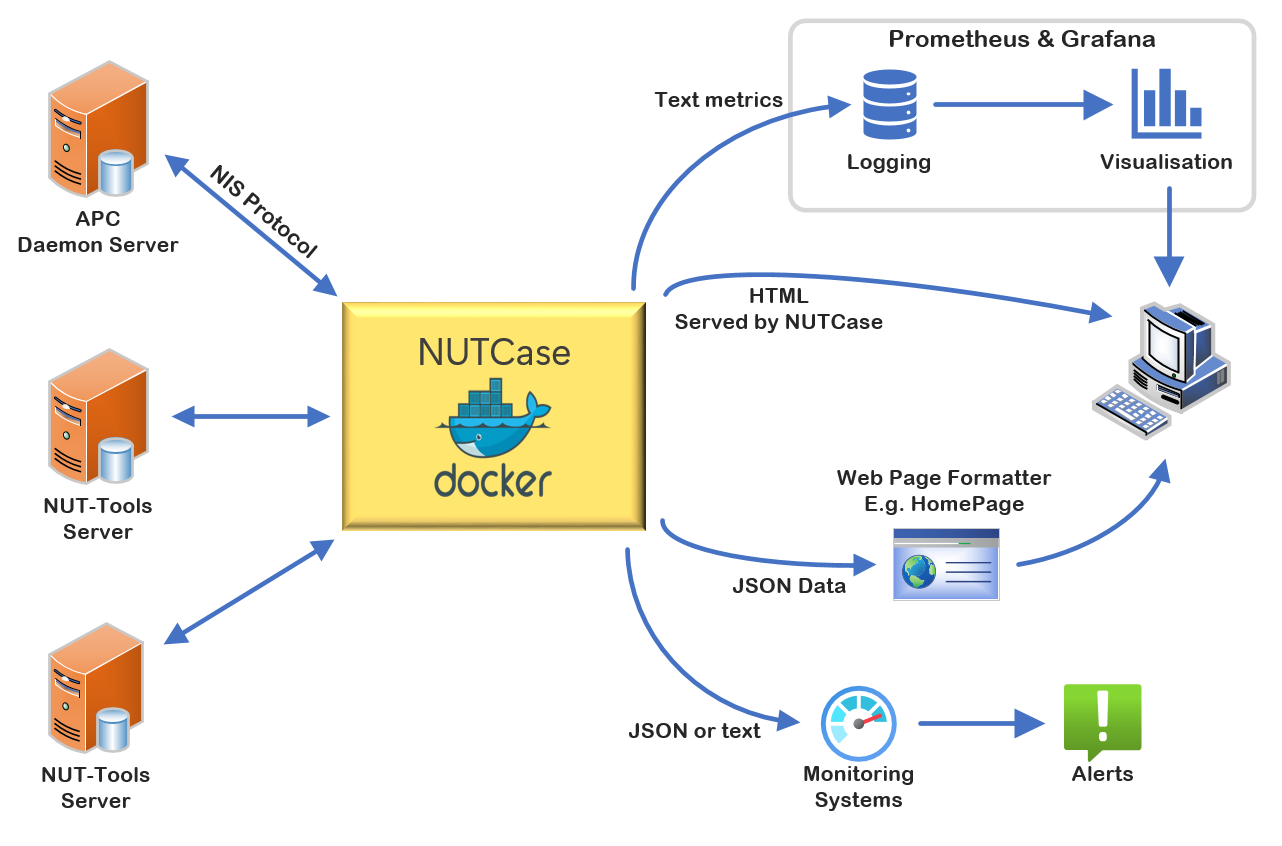 Prometheus & Grafana
Text metrics
Logging
Visualisation
APC
Daemon Server
NIS Protocol
HTML
Served by NUTCase
NUTCase
docker
NUT-Tools
Server
Web Page Formatter
E.g. HomePage
JSON Data
JSON or text
NUT-Tools
Server
Monitoring
Systems
Alerts